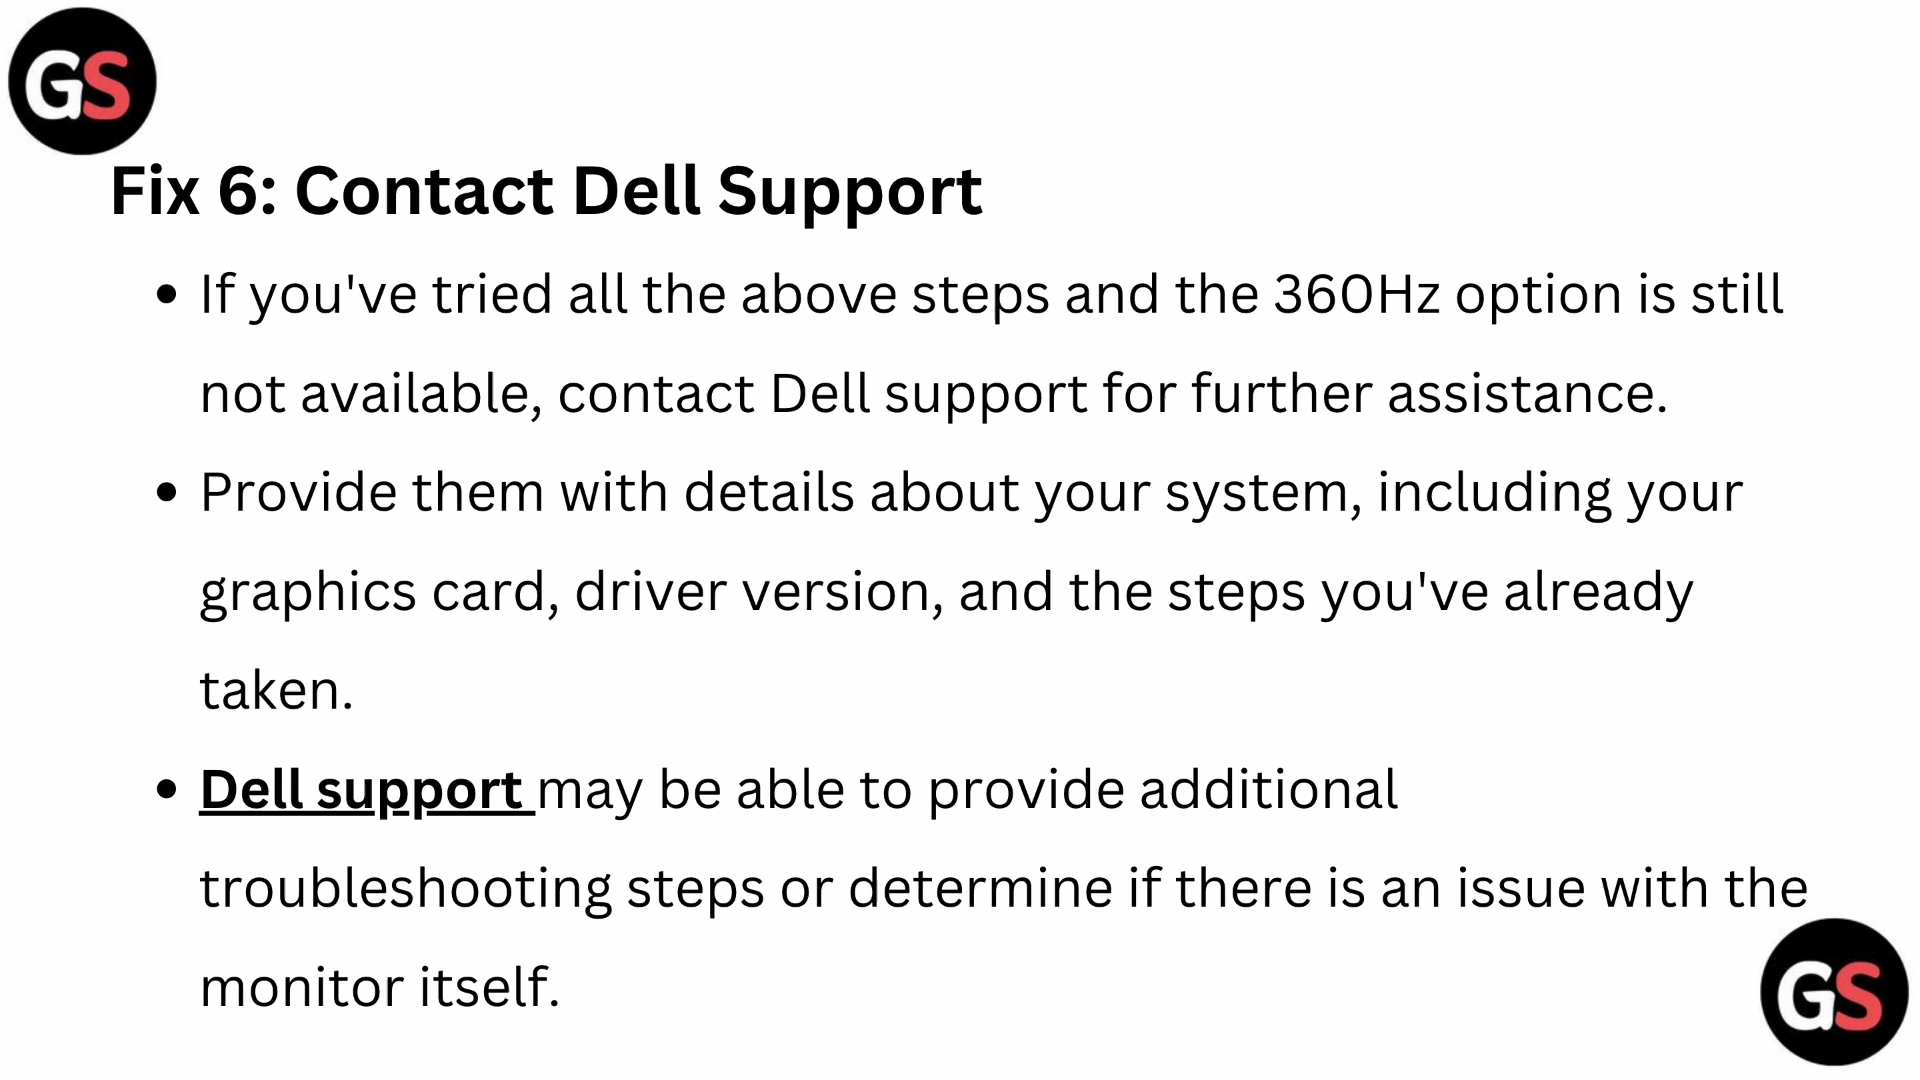 GS
Fix 6: Contact Dell Support
• If you've tried all the above steps and the 360Hz option is still
not available, contact Dell support for further assistance.
• Provide them with details about your system, including your
graphics card, driver version, and the steps you've already
taken.
• Dell support may be able to provide additional
troubleshooting steps or determine if there is an issue with the
monitor itself.
GS